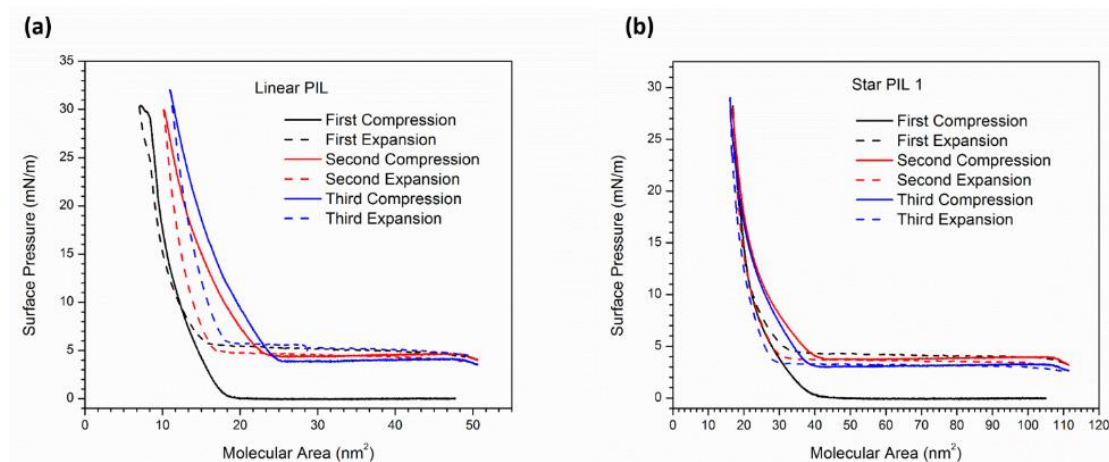 (a)
Linear PIL
First Compression
First Expansion
Second Compression
Second Expansion
Third Compression
Third Expansion
Surface Pressure (mN/m)
35
30
25
20
15
10
5
0
0 10 20 30 40 50
Molecular Area (nm²)
(b)
Star PIL 1
First Compression
First Expansion
Second Compression
Second Expansion
Third Compression
Third Expansion
Surface Pressure (mN/m)
30
25
20
15
10
5
0
0 10 20 30 40 50 60 70 80 90 100 110 120
Molecular Area (nm²)